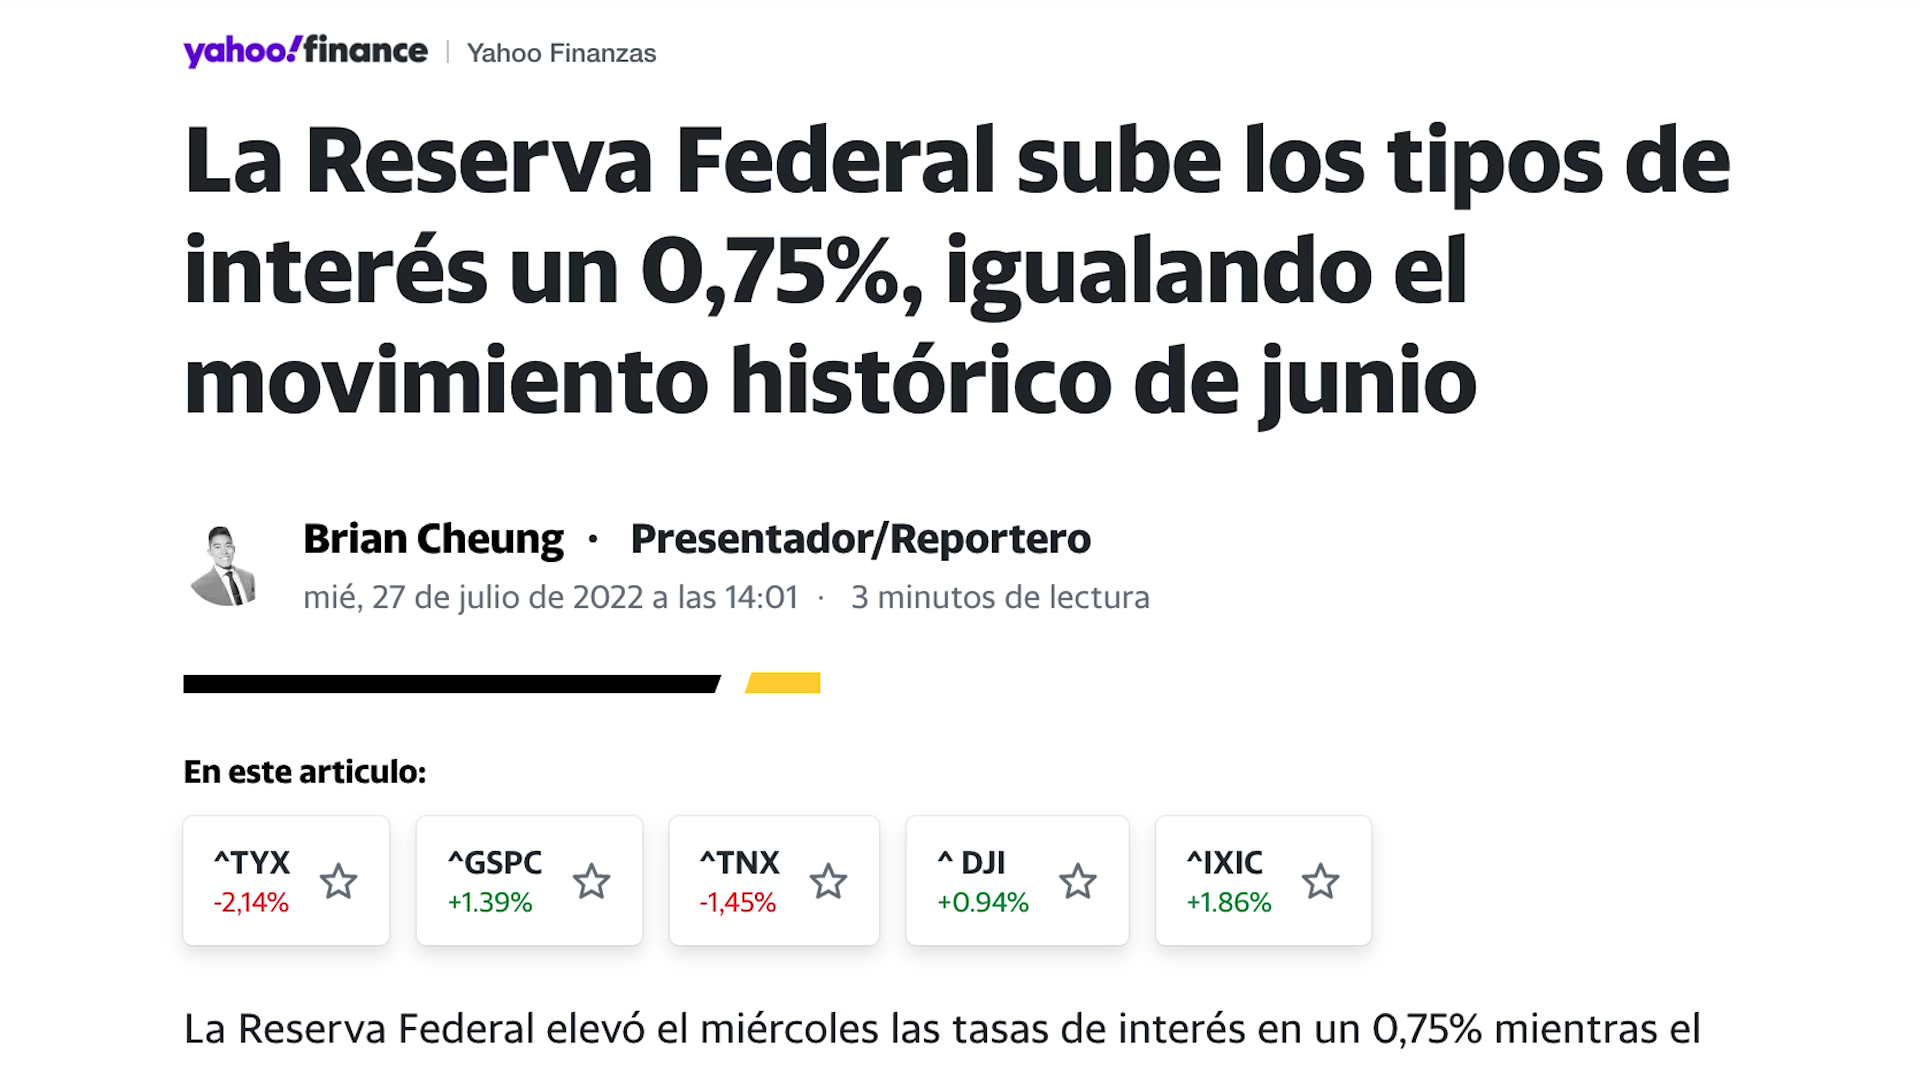 yahoo!finance | Yahoo Finanzas
La Reserva Federal sube los tipos de
interés un 0,75%, igualando el
movimiento histórico de junio
Brian Cheung · Presentador/Reportero
mié, 27 de julio de 2022 a las 14:01 · 3 minutos de lectura
En este articulo:
^TYX ^GSPC ^TNX ^ DJI ^IXIC
-2,14% +1.39% -1,45% +0.94% +1.86%
La Reserva Federal elevó el miércoles las tasas de interés en un 0,75% mientras el